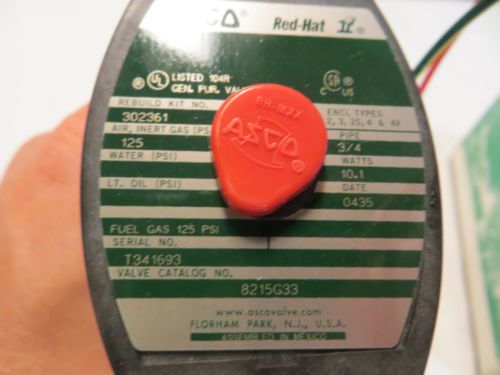 Red-Hat II®
® UL LISTED 104R
GEN. PUR. VALVE
C US
REBUILD KIT NO.
ENCL TYPES
302361
2, 3, 3S, 4 & 4X
AIR, INERT GAS (PSI
PIPE
125
3/4
WATER (PSI)
WATTS
10.1
LT. OIL (PSI)
DATE
0435
RH-MXX
ASCO
®
FUEL GAS 125 PSI
SERIAL NO.
T341693
VALVE CATALOG NO.
8215G33
www.ascovalve.com
FLORHAM PARK, N.J., U.S.A.
ASSEMBLED IN MEXICO